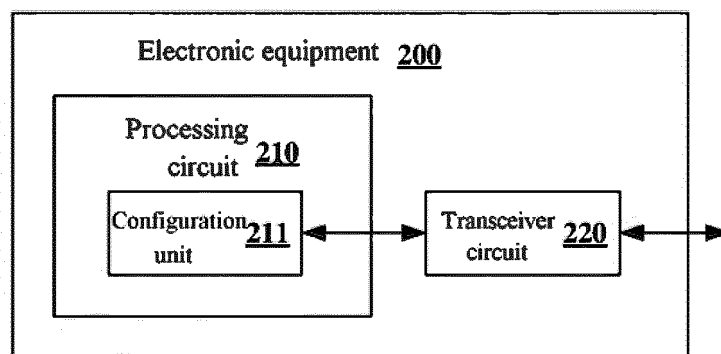 Electronic equipment 200
Processing
circuit 210
Configuration
unit 211
Transceiver
circuit 220